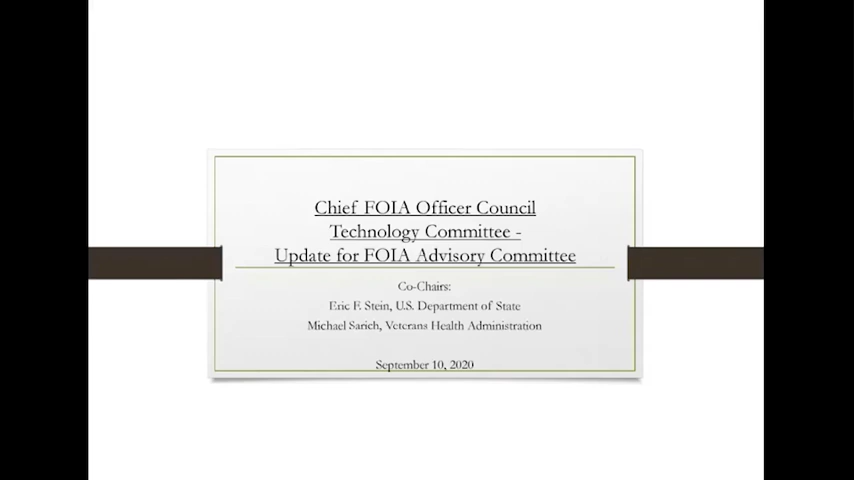 Chief FOIA Officer Council
Technology Committee -
Update for FOIA Advisory Committee
Co-Chairs:
Eric F. Stein, U.S. Department of State
Michael Sarich, Veterans Health Administration
September 10, 2020